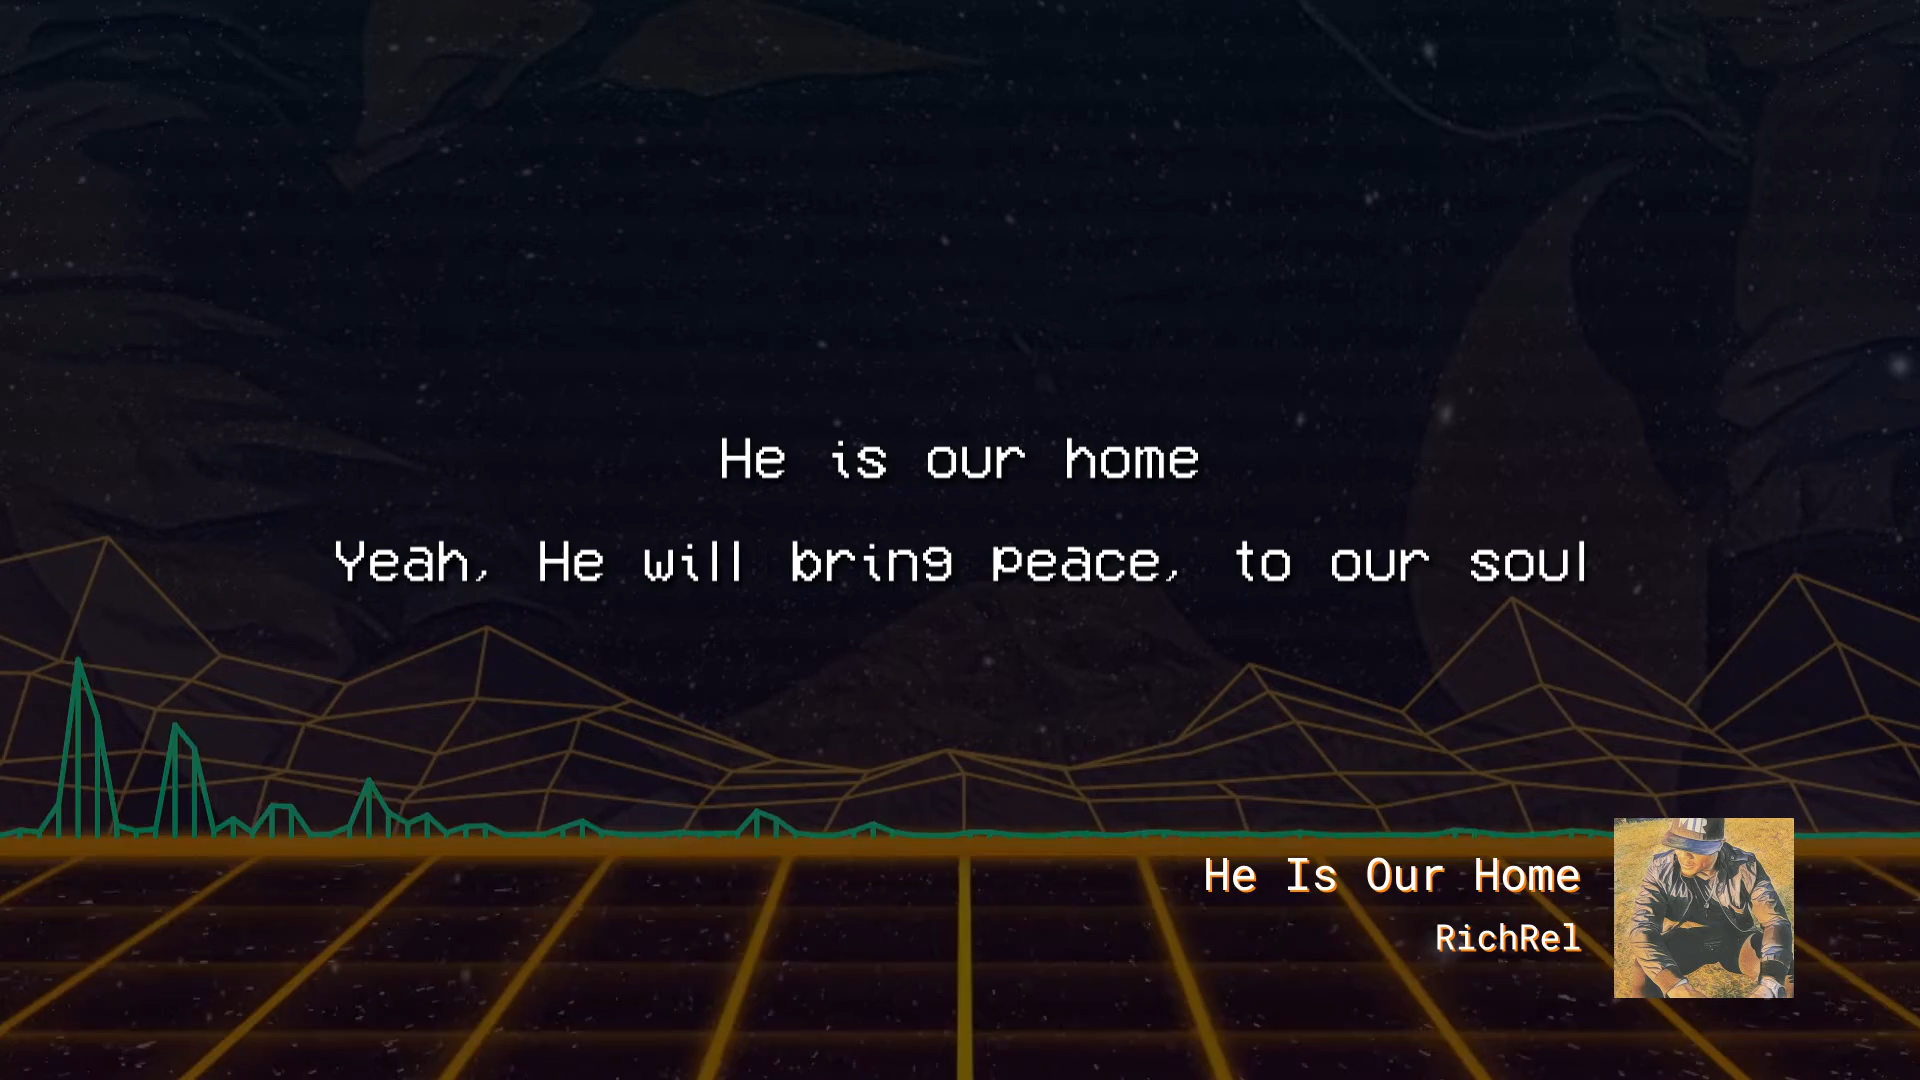 He is our home
Yeah, He will bring peace, to our soul
He Is Our Home
RichRel